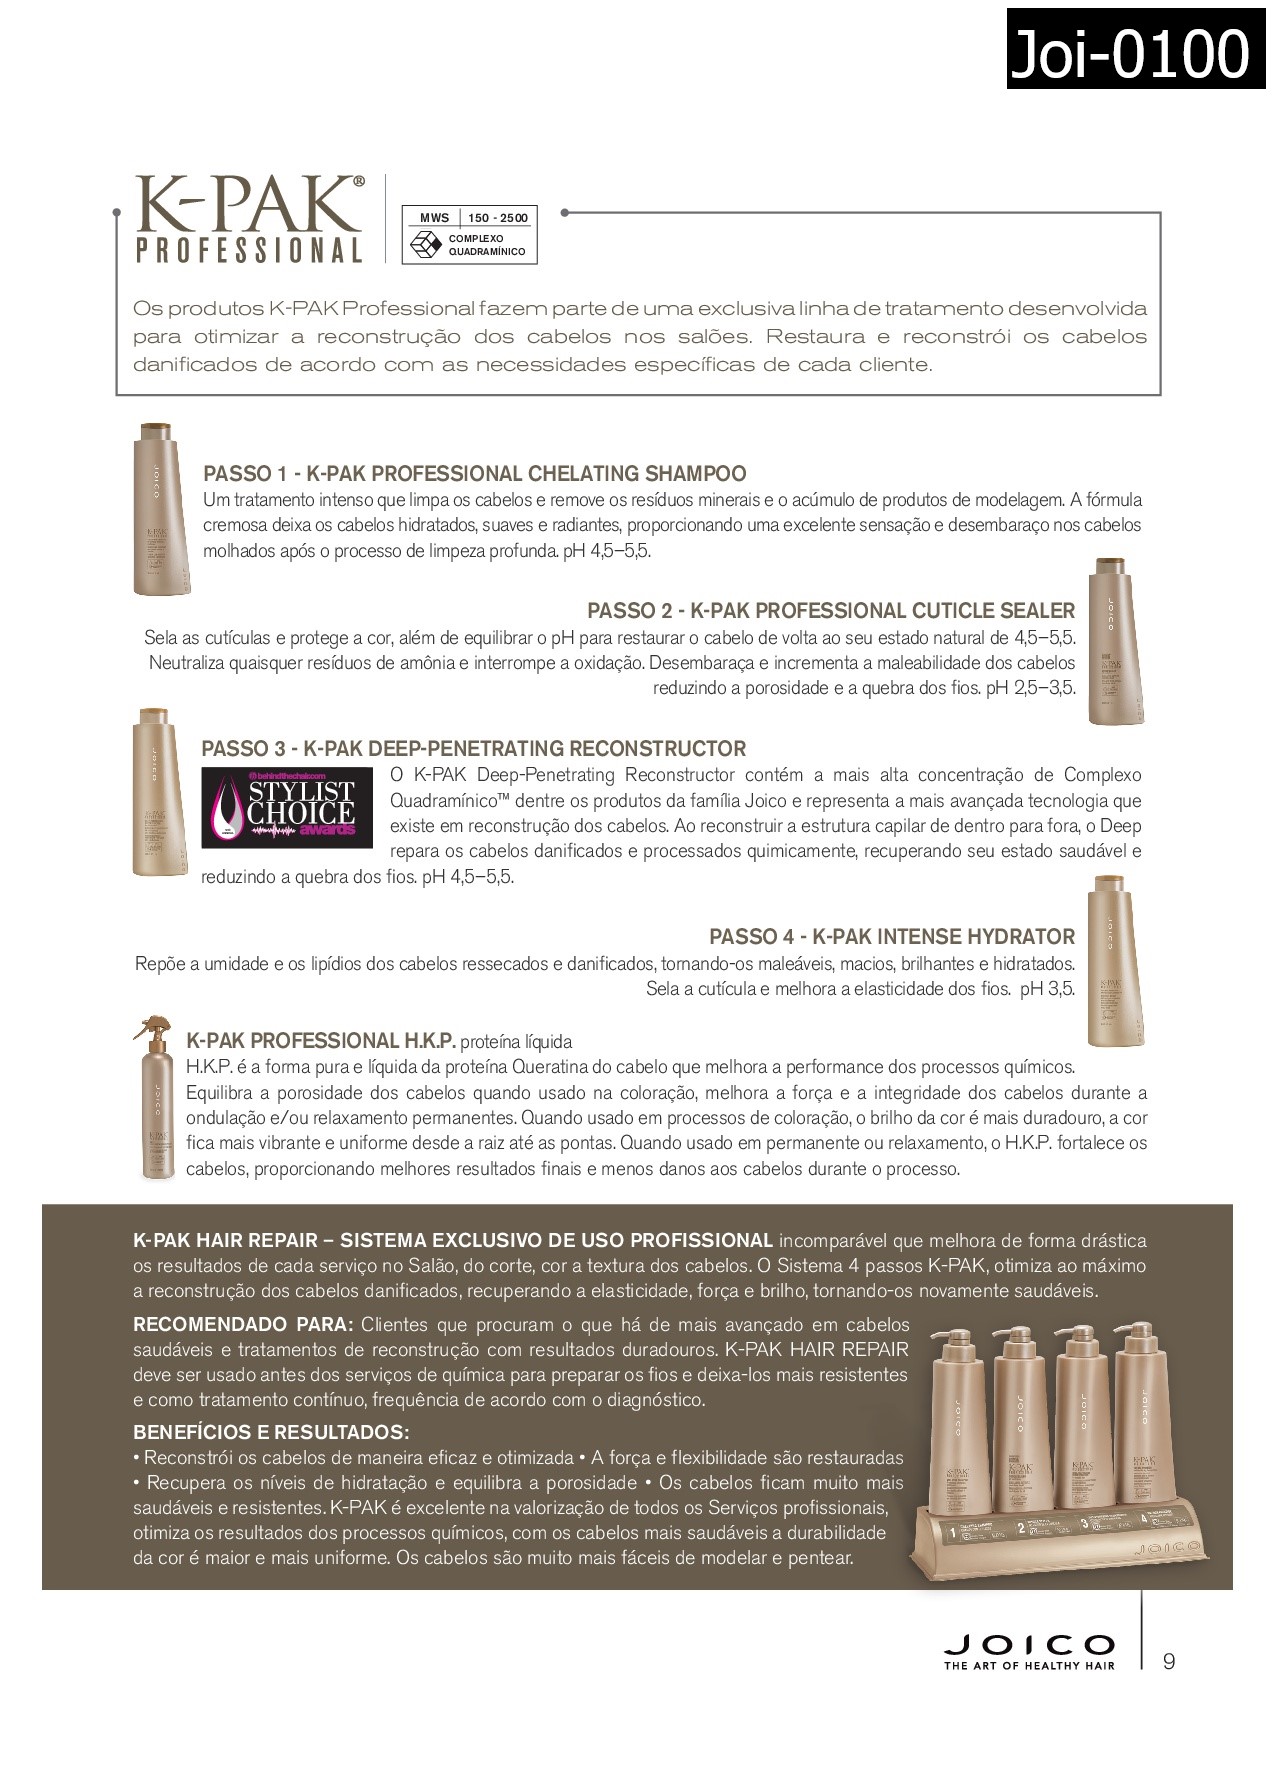 Joi-0100
K-PAK®
PROFESSIONAL
MWS 150 - 2500
COMPLEXO
QUADRAMÍNICO
Os produtos K-PAK Professional fazem parte de uma exclusiva linha de tratamento desenvolvida
para otimizar a reconstrução dos cabelos nos salões. Restaura e reconstrói os cabelos
danificados de acordo com as necessidades específicas de cada cliente.
PASSO 1 - K-PAK PROFESSIONAL CHELATING SHAMPOO
Um tratamento intenso que limpa os cabelos e remove os resíduos minerais e o acúmulo de produtos de modelagem. A fórmula
cremosa deixa os cabelos hidratados, suaves e radiantes, proporcionando uma excelente sensação e desembaraço nos cabelos
molhados após o processo de limpeza profunda. pH 4,5–5,5.
PASSO 2 - K-PAK PROFESSIONAL CUTICLE SEALER
Sela as cutículas e protege a cor, além de equilibrar o pH para restaurar o cabelo de volta ao seu estado natural de 4,5–5,5.
Neutraliza quaisquer resíduos de amônia e interrompe a oxidação. Desembaraça e incrementa a maleabilidade dos cabelos
reduzindo a porosidade e a quebra dos fios. pH 2,5–3,5.
PASSO 3 - K-PAK DEEP-PENETRATING RECONSTRUCTOR
behindthechair.com
STYLIST
CHOICE
awards
O K-PAK Deep-Penetrating Reconstructor contém a mais alta concentração de Complexo
Quadramínico™ dentre os produtos da família Joico e representa a mais avançada tecnologia que
existe em reconstrução dos cabelos. Ao reconstruir a estrutura capilar de dentro para fora, o Deep
repara os cabelos danificados e processados quimicamente, recuperando seu estado saudável e
reduzindo a quebra dos fios. pH 4,5–5,5.
PASSO 4 - K-PAK INTENSE HYDRATOR
Repõe a umidade e os lipídios dos cabelos ressecados e danificados, tornando-os maleáveis, macios, brilhantes e hidratados.
Sela a cutícula e melhora a elasticidade dos fios. pH 3,5.
K-PAK PROFESSIONAL H.K.P. proteína líquida
H.K.P. é a forma pura e líquida da proteína Queratina do cabelo que melhora a performance dos processos químicos.
Equilibra a porosidade dos cabelos quando usado na coloração, melhora a força e a integridade dos cabelos durante a
ondulação e/ou relaxamento permanentes. Quando usado em processos de coloração, o brilho da cor é mais duradouro, a cor
fica mais vibrante e uniforme desde a raiz até as pontas. Quando usado em permanente ou relaxamento, o H.K.P. fortalece os
cabelos, proporcionando melhores resultados finais e menos danos aos cabelos durante o processo.
K-PAK HAIR REPAIR – SISTEMA EXCLUSIVO DE USO PROFISSIONAL incomparável que melhora de forma drástica
os resultados de cada serviço no Salão, do corte, cor a textura dos cabelos. O Sistema 4 passos K-PAK, otimiza ao máximo
a reconstrução dos cabelos danificados, recuperando a elasticidade, força e brilho, tornando-os novamente saudáveis.
RECOMENDADO PARA: Clientes que procuram o que há de mais avançado em cabelos
saudáveis e tratamentos de reconstrução com resultados duradouros. K-PAK HAIR REPAIR
deve ser usado antes dos serviços de química para preparar os fios e deixa-los mais resistentes
e como tratamento contínuo, frequência de acordo com o diagnóstico.
BENEFÍCIOS E RESULTADOS:
• Reconstrói os cabelos de maneira eficaz e otimizada • A força e flexibilidade são restauradas
• Recupera os níveis de hidratação e equilibra a porosidade • Os cabelos ficam muito mais
saudáveis e resistentes. K-PAK é excelente na valorização de todos os Serviços profissionais,
otimiza os resultados dos processos químicos, com os cabelos mais saudáveis a durabilidade
da cor é maior e mais uniforme. Os cabelos são muito mais fáceis de modelar e pentear.
1 2 3 4
JOICO
JOICO
THE ART OF HEALTHY HAIR
9